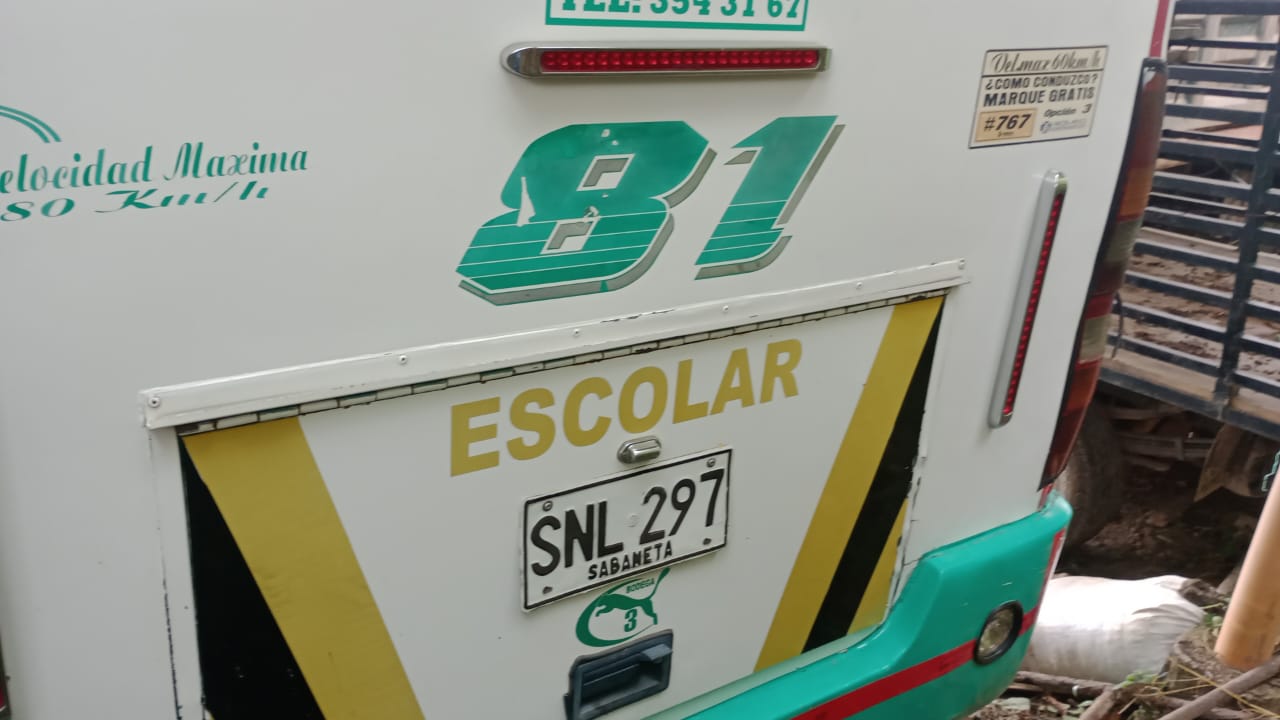 TEL: 354 31 67
Vel.max 60km/h
¿COMO CONDUZCO?
MARQUE GRATIS
#767 Opción 3
81
elocidad Maxima
80 Km/h
ESCOLAR
SNL 297
SABANETA
BODEGA
3